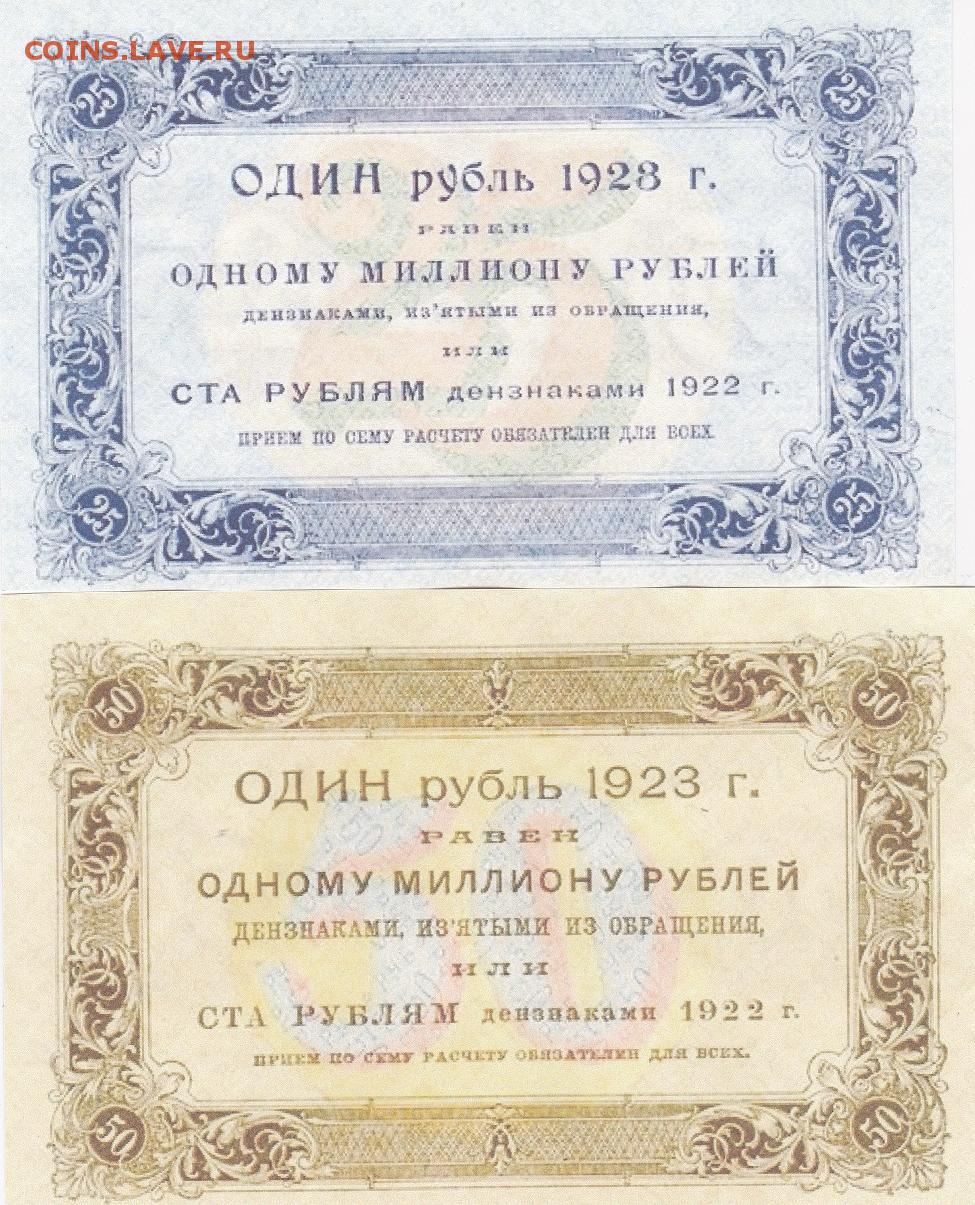 COINS.LAVE.RU
25
25
ОДИН рубль 1923 г.
РАВЕН
ОДНОМУ МИЛЛИОНУ РУБЛЕЙ
ДЕНЗНАКАМИ, ИЗ'ЯТЫМИ ИЗ ОБРАЩЕНИЯ,
ИЛИ
СТА РУБЛЯМ дензнаками 1922 г.
ПРИЕМ ПО СЕМУ РАСЧЕТУ ОБЯЗАТЕЛЕН ДЛЯ ВСЕХ.
25
25
50
50
ОДИН рубль 1923 г.
РАВЕН
ОДНОМУ МИЛЛИОНУ РУБЛЕЙ
ДЕНЗНАКАМИ, ИЗ'ЯТЫМИ ИЗ ОБРАЩЕНИЯ,
ИЛИ
СТА РУБЛЯМ дензнаками 1922 г.
ПРИЕМ ПО СЕМУ РАСЧЕТУ ОБЯЗАТЕЛЕН ДЛЯ ВСЕХ.
50
50